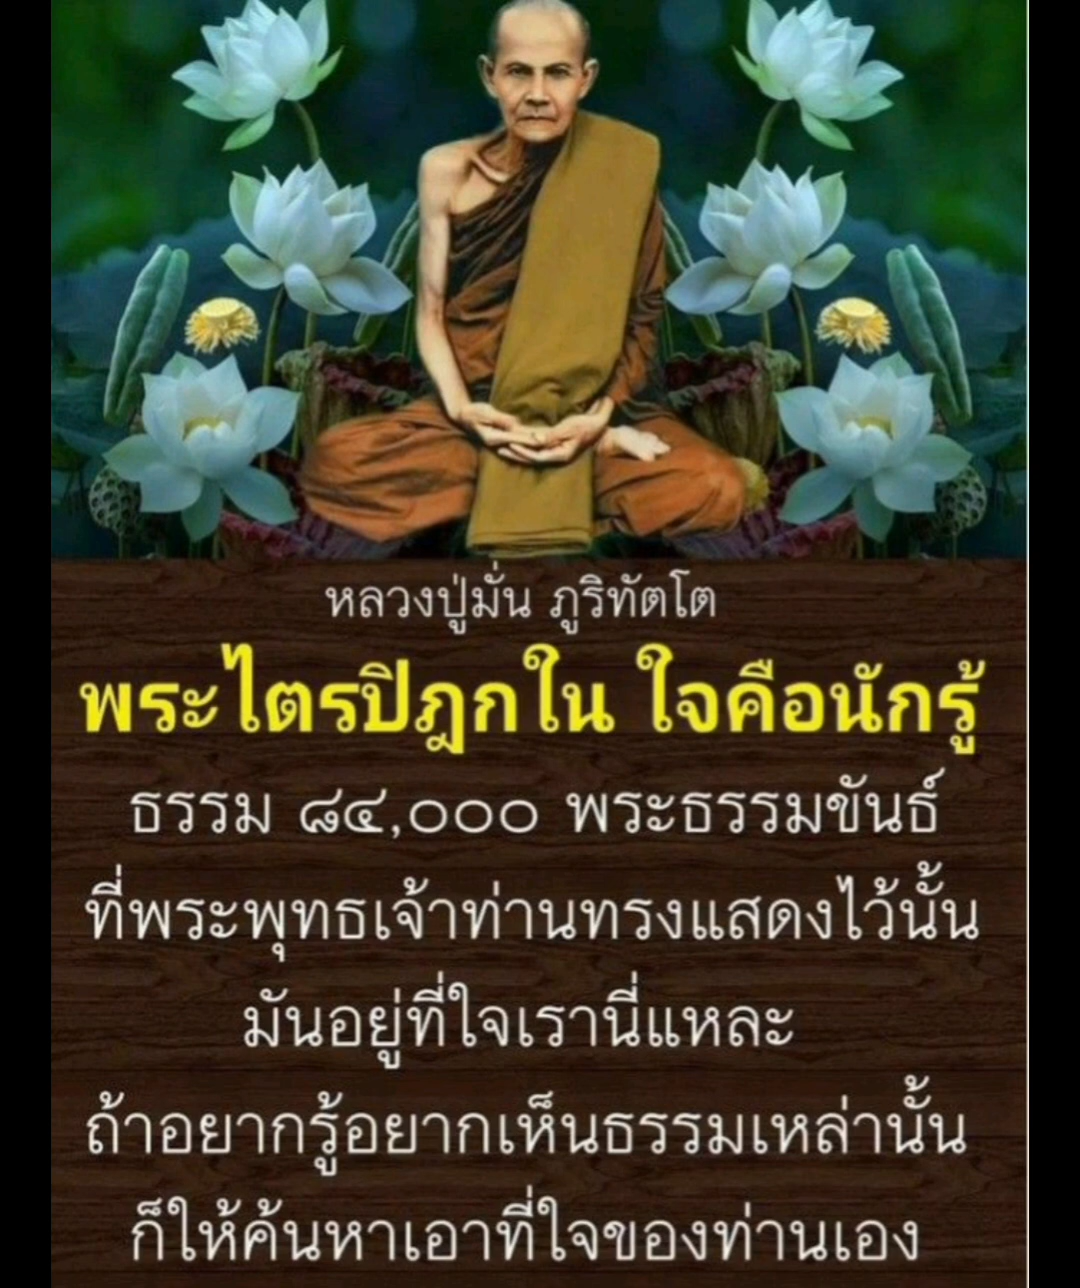 หลวงปู่มั่น ภูริทัตโต
พระไตรปิฎกใน ใจคือนักรู้
ธรรม ๘๔,๐๐๐ พระธรรมขันธ์
ที่พระพุทธเจ้าท่านทรงแสดงไว้นั้น
มันอยู่ที่ใจเรานี่แหละ
ถ้าอยากรู้อยากเห็นธรรมเหล่านั้น
ก็ให้ค้นหาเอาที่ใจของท่านเอง